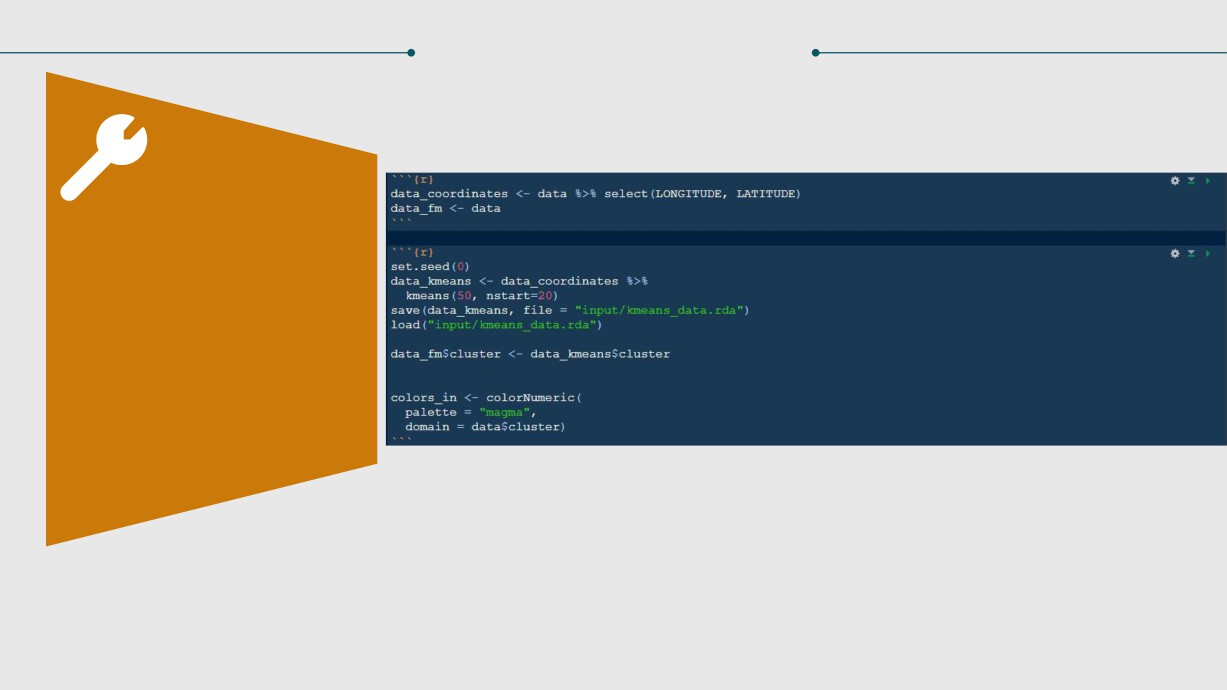 ```{r}
data_coordinates <- data %>% select(LONGITUDE, LATITUDE)
data_fm <- data
```
```{r}
set.seed(0)
data_kmeans <- data_coordinates %>%
  kmeans(50, nstart=20)
save(data_kmeans, file = "input/kmeans_data.rda")
load("input/kmeans_data.rda")
data_fm$cluster <- data_kmeans$cluster
colors_in <- colorNumeric(
  palette = "magma",
  domain = data$cluster)
```